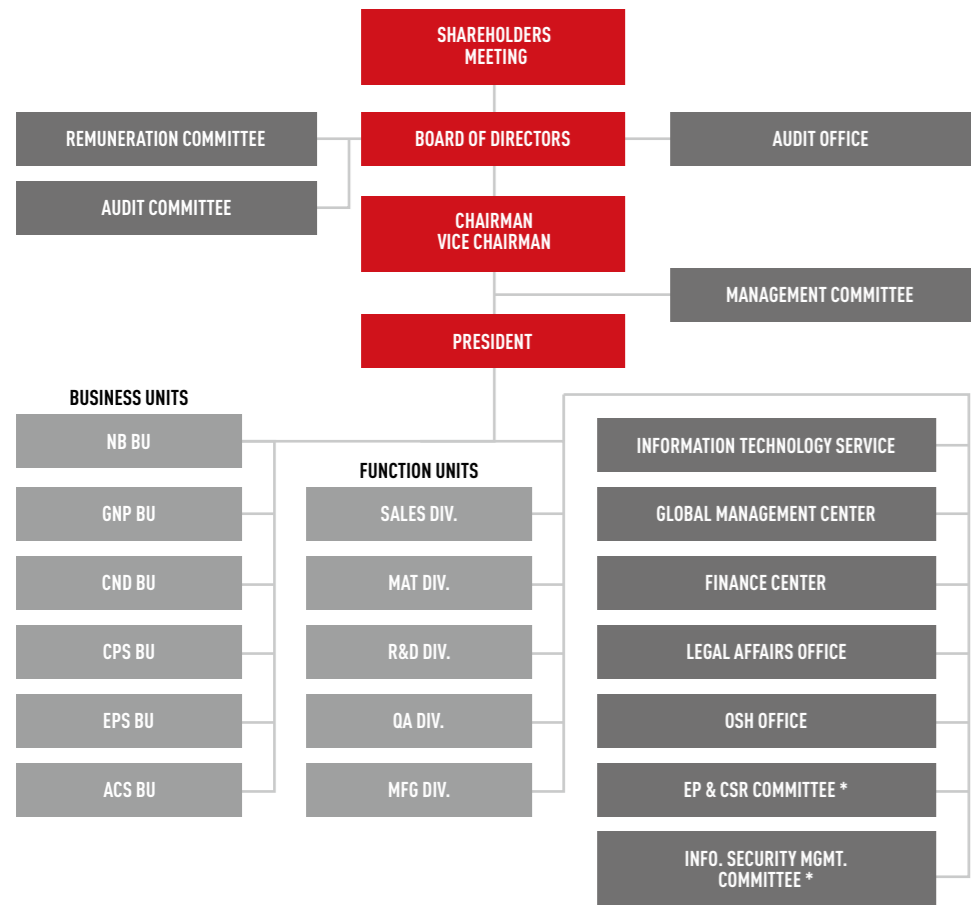 SHAREHOLDERS
MEETING
REMUNERATION COMMITTEE
BOARD OF DIRECTORS
AUDIT OFFICE
AUDIT COMMITTEE
CHAIRMAN
VICE CHAIRMAN
MANAGEMENT COMMITTEE
PRESIDENT
BUSINESS UNITS
NB BU
GNP BU
CND BU
CPS BU
EPS BU
ACS BU
FUNCTION UNITS
SALES DIV.
MAT DIV.
R&D DIV.
QA DIV.
MFG DIV.
INFORMATION TECHNOLOGY SERVICE
GLOBAL MANAGEMENT CENTER
FINANCE CENTER
LEGAL AFFAIRS OFFICE
OSH OFFICE
EP & CSR COMMITTEE *
INFO. SECURITY MGMT.
COMMITTEE *